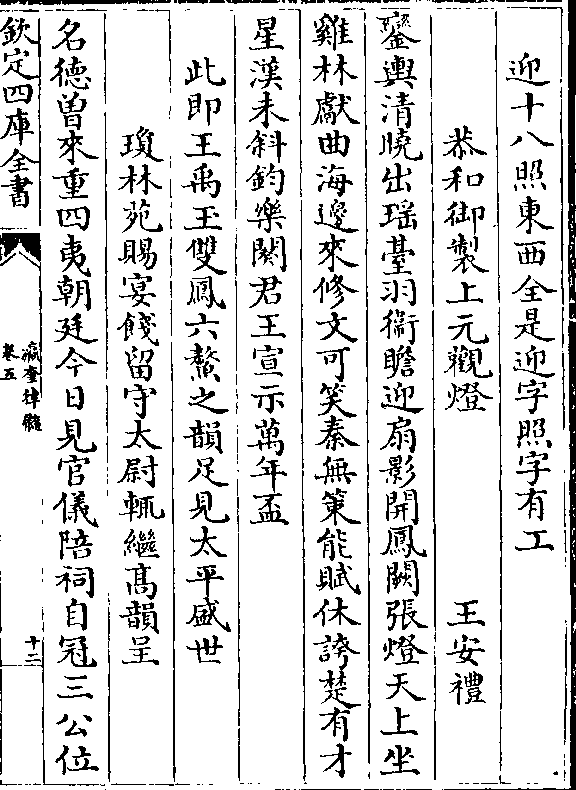 迎十八照東西全是迎字照字有工
恭和御製上元觀燈 王安禮
鑾輿清曉出瑶臺羽衞瞻迎扇影開鳳闕張燈天上坐
雞林獻曲海邊來修文可笑秦無策能賦休誇楚有才
星漢未斜鈞樂闋君王宣示萬年盃
此即王禹玉雙鳳六鰲之韻足見太平盛世
瓊林苑賜宴餞留守太尉輒繼髙韻呈
名德曽來重四夷朝廷今日見官儀陪祠自冠三公位
欽定四庫全書
瀛奎律髓
卷五
十二